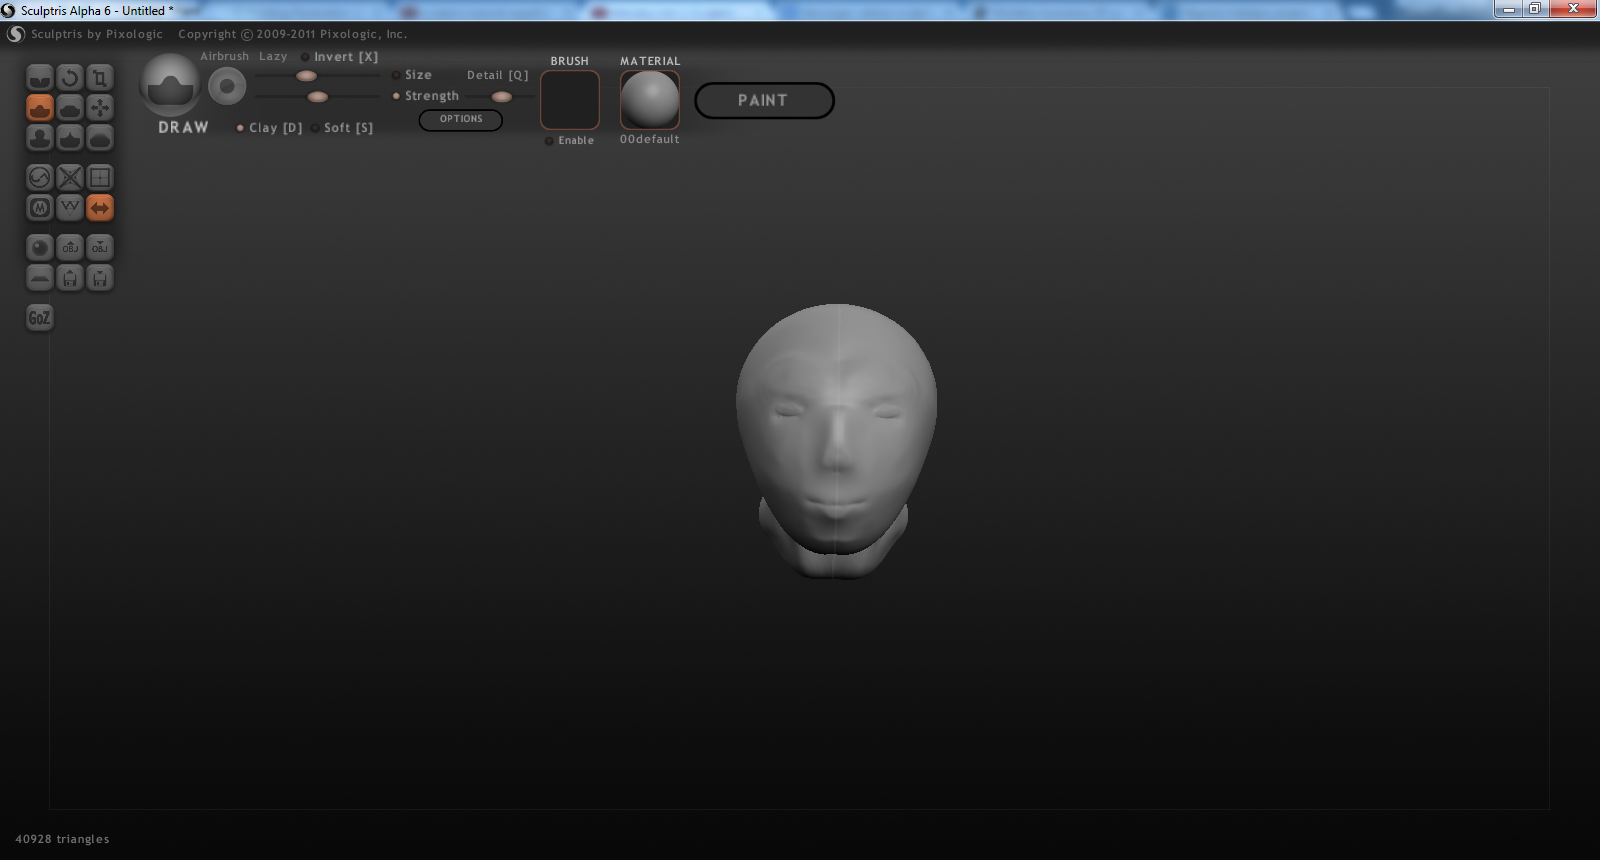 Sculptris Alpha 6 - Untitled *
Sculptris by Pixologic Copyright © 2009-2011 Pixologic, Inc.
Airbrush Lazy Invert [X]
BRUSH MATERIAL
Size Detail [Q]
Strength
PAINT
OPTIONS
DRAW Clay [D] Soft [S]
Enable 00default
OBJ OBJ
GoZ
40928 triangles